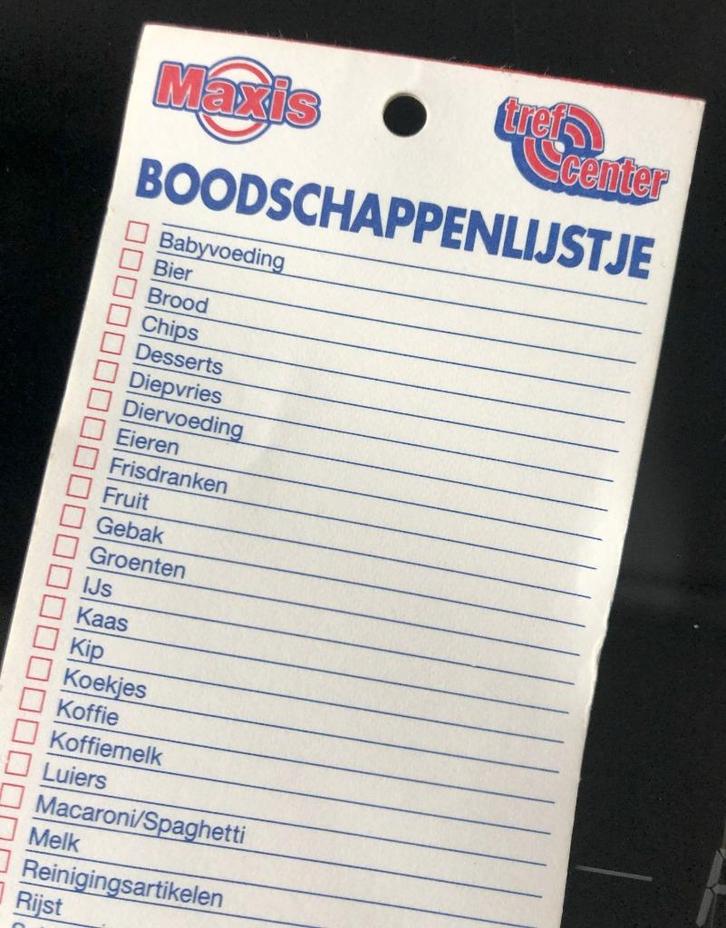 Maxis
tref
center
BOODSCHAPPENLIJSTJE
Babyvoeding
Bier
Brood
Chips
Desserts
Diepvries
Diervoeding
Eieren
Frisdranken
Fruit
Gebak
Groenten
IJs
Kaas
Kip
Koekjes
Koffie
Koffiemelk
Luiers
Macaroni/Spaghetti
Melk
Reinigingsartikelen
Rijst